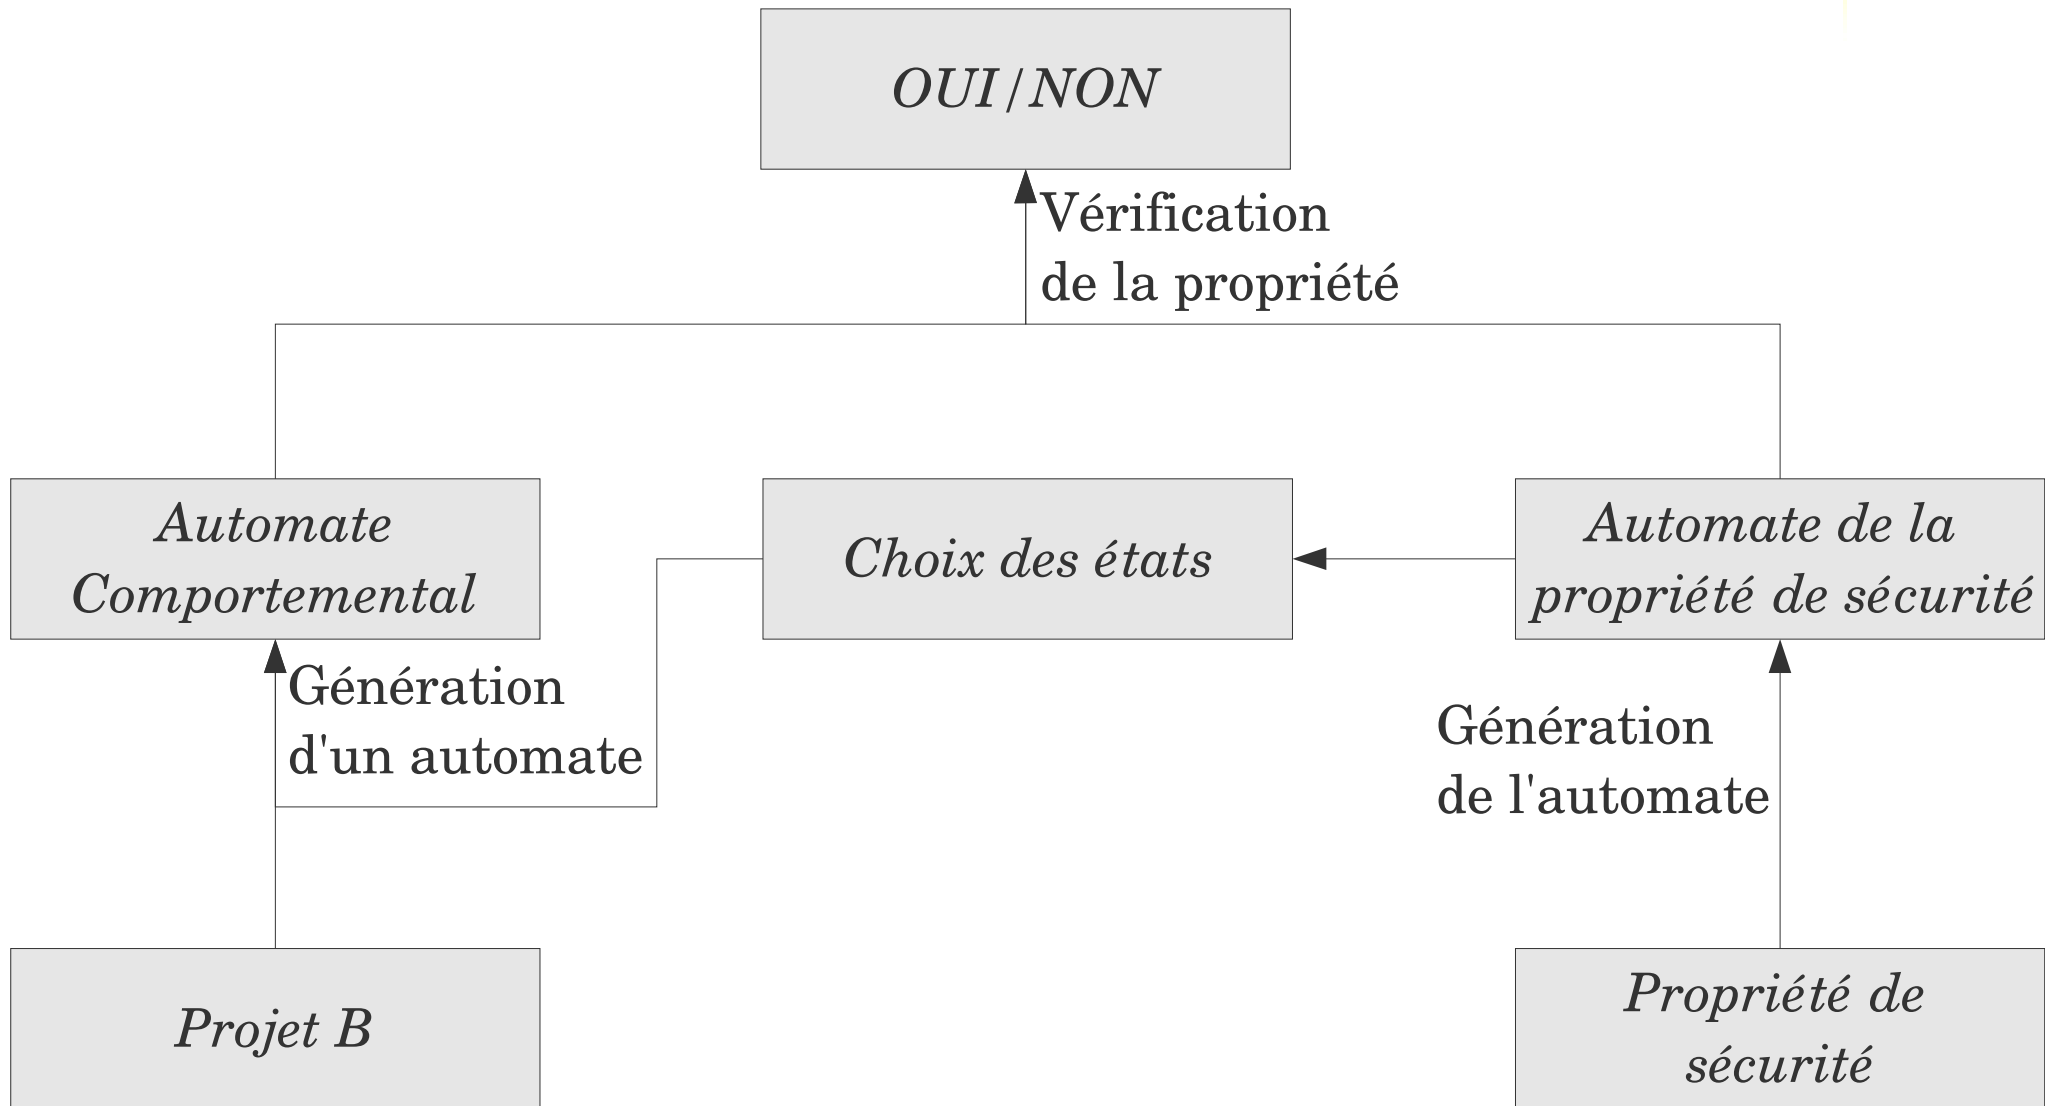 OUI/NON
Vérification
de la propriété
Automate
Comportemental
Choix des états
Automate de la
propriété de sécurité
Génération
d'un automate
Génération
de l'automate
Projet B
Propriété de
sécurité